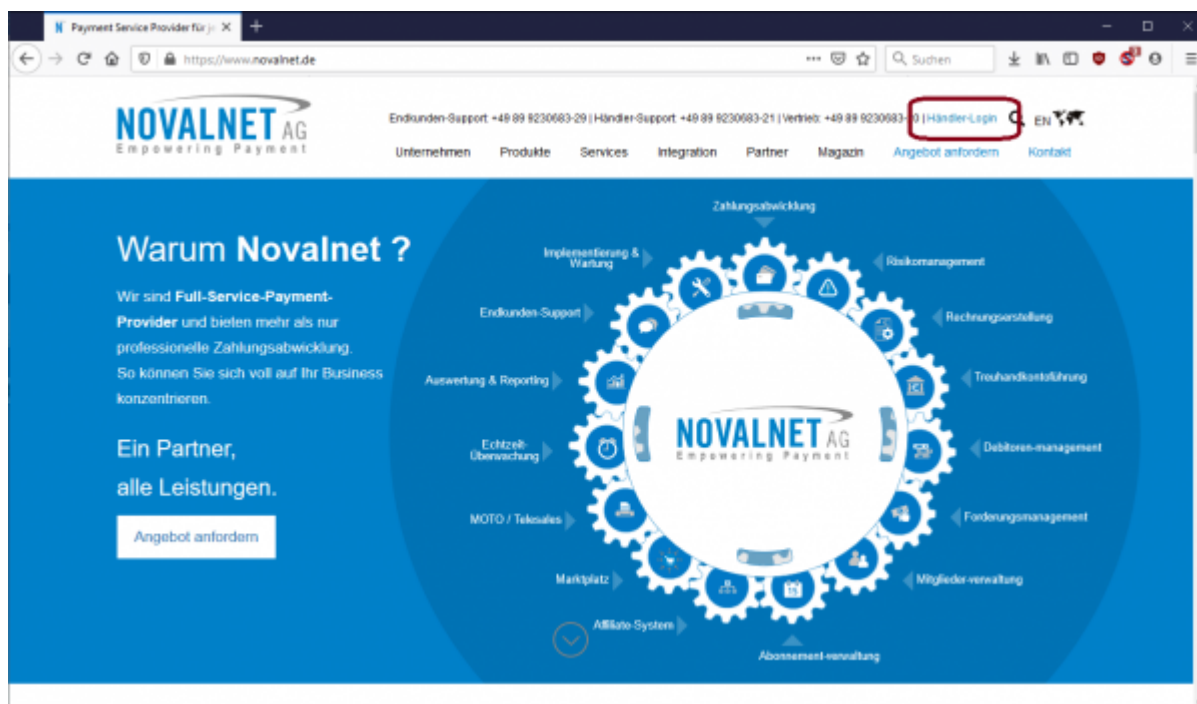 Payment Service Provider für
https://www.novalnet.de
Suchen
NOVALNET AG
Empowering Payment
Endkunden-Support +49 89 9230683-29 | Händler-Support +49 89 9230683-21 | Vertrieb: +49 89 9230683- 0 | Händler-Login
EN
Unternehmen Produkte Services Integration Partner Magazin Angebot anfordern Kontakt
Warum Novalnet ?
Wir sind Full-Service-Payment-
Provider und bieten mehr als nur
professionelle Zahlungsabwicklung.
So können Sie sich voll auf Ihr Business
konzentrieren.
Ein Partner,
alle Leistungen.
Angebot anfordern
Zahlungsabwicklung
Implementierung &
Wartung
Risikomanagement
Endkunden-Support
Rechnungserstellung
Auswertung & Reporting
Treuhandkontoführung
NOVALNET AG
Empowering Payment
Echtzeit-
Überwachung
Debitoren-management
MOTO / Telesales
Forderungsmanagement
Marktplatz
Mitglieder-verwaltung
15
Affiliate-System
Abonnement-verwaltung